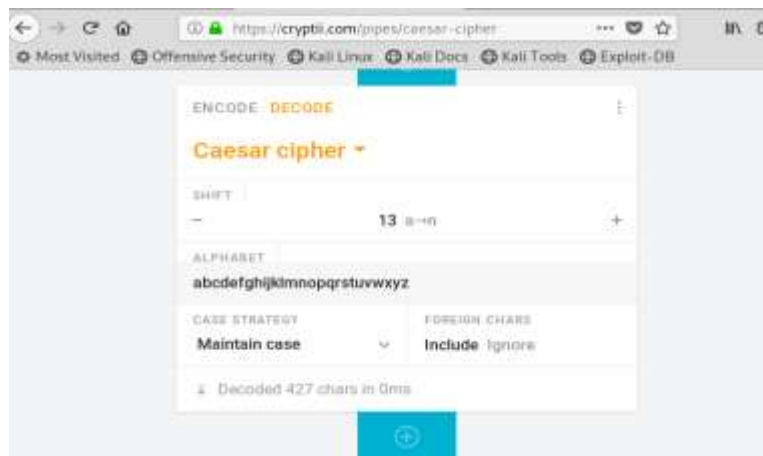 https://cryptii.com/pipes/caesar-cipher
Most Visited Offensive Security Kali Linux Kali Docs Kali Tools Exploit-DB
ENCODE DECODE
Caesar cipher
SHIFT
− 13 a→n +
ALPHABET
abcdefghijklmnopqrstuvwxyz
CASE STRATEGY FOREIGN CHARS
Maintain case Include Ignore
Decoded 427 chars in 0ms